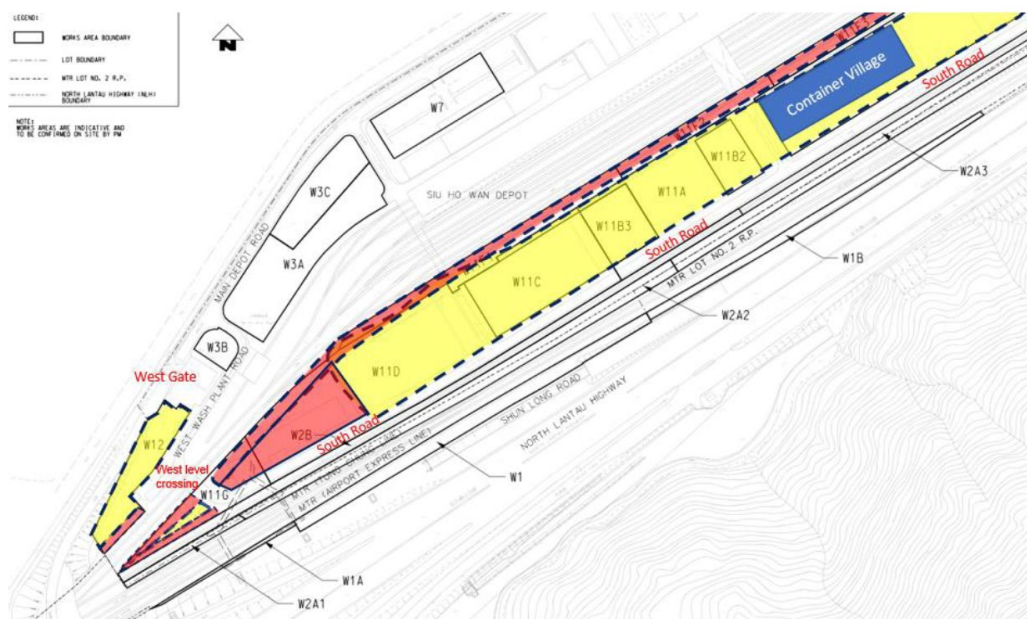 LEGEND:
WORKS AREA BOUNDARY
LOT BOUNDARY
MTR LOT NO. 2 R.P.
NORTH LANTAU HIGHWAY (NLH)
BOUNDARY
NOTE:
WORKS AREAS ARE INDICATIVE AND
TO BE CONFIRMED ON SITE BY PM
N
W7
Container Village
South Road
W3C
SIU HO WAN DEPOT
W11B2
W11A
W2A3
W11B3
South Road
MAIN DEPOT ROAD
W3A
W11C
MTR LOT NO. 2 R.P.
W1B
W2A2
W3B
W11D
West Gate
WEST WASH PLANT ROAD
SHUN LONG ROAD
NORTH LANTAU HIGHWAY
W12
W2B
South Road
West level
crossing
W11G
MTR (TUNG CHUNG LINE)
MTR (AIRPORT EXPRESS LINE)
W1
W1A
W2A1